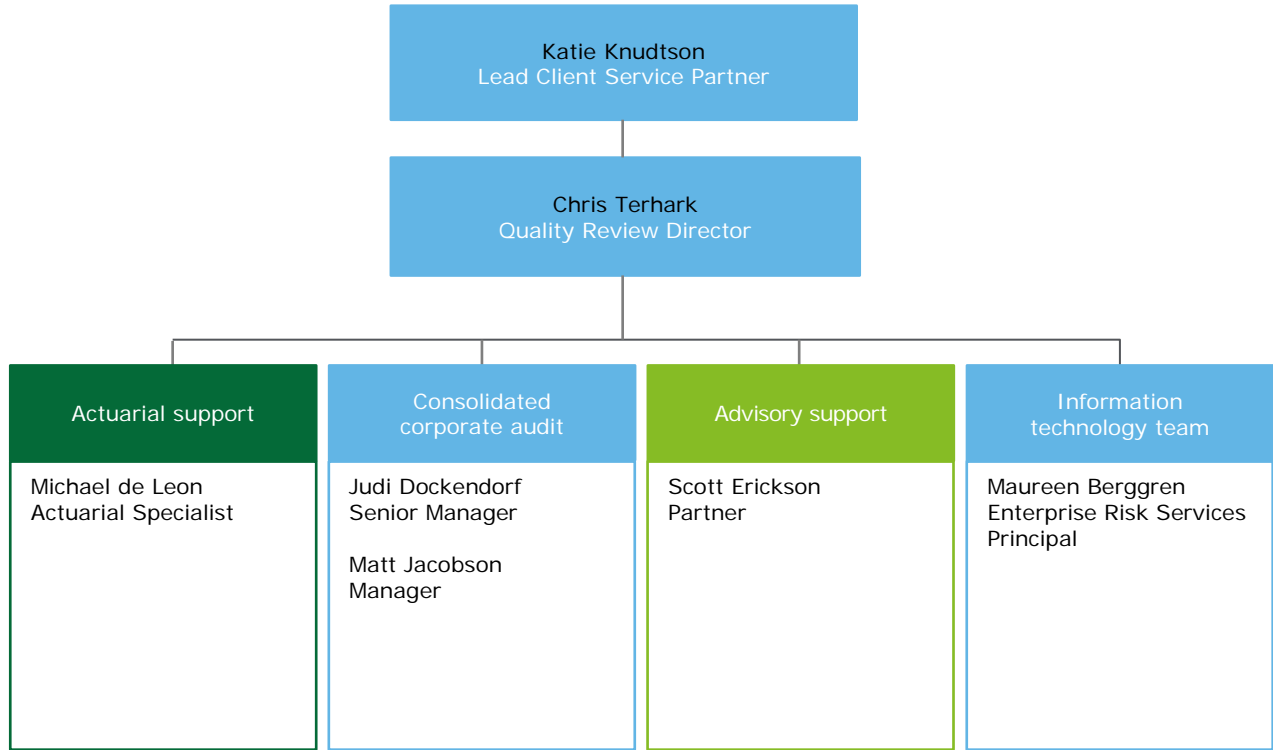 Katie Knudtson
Lead Client Service Partner
Chris Terhark
Quality Review Director
Actuarial support
Michael de Leon
Actuarial Specialist
Consolidated
corporate audit
Judi Dockendorf
Senior Manager
Matt Jacobson
Manager
Advisory support
Scott Erickson
Partner
Information
technology team
Maureen Berggren
Enterprise Risk Services
Principal